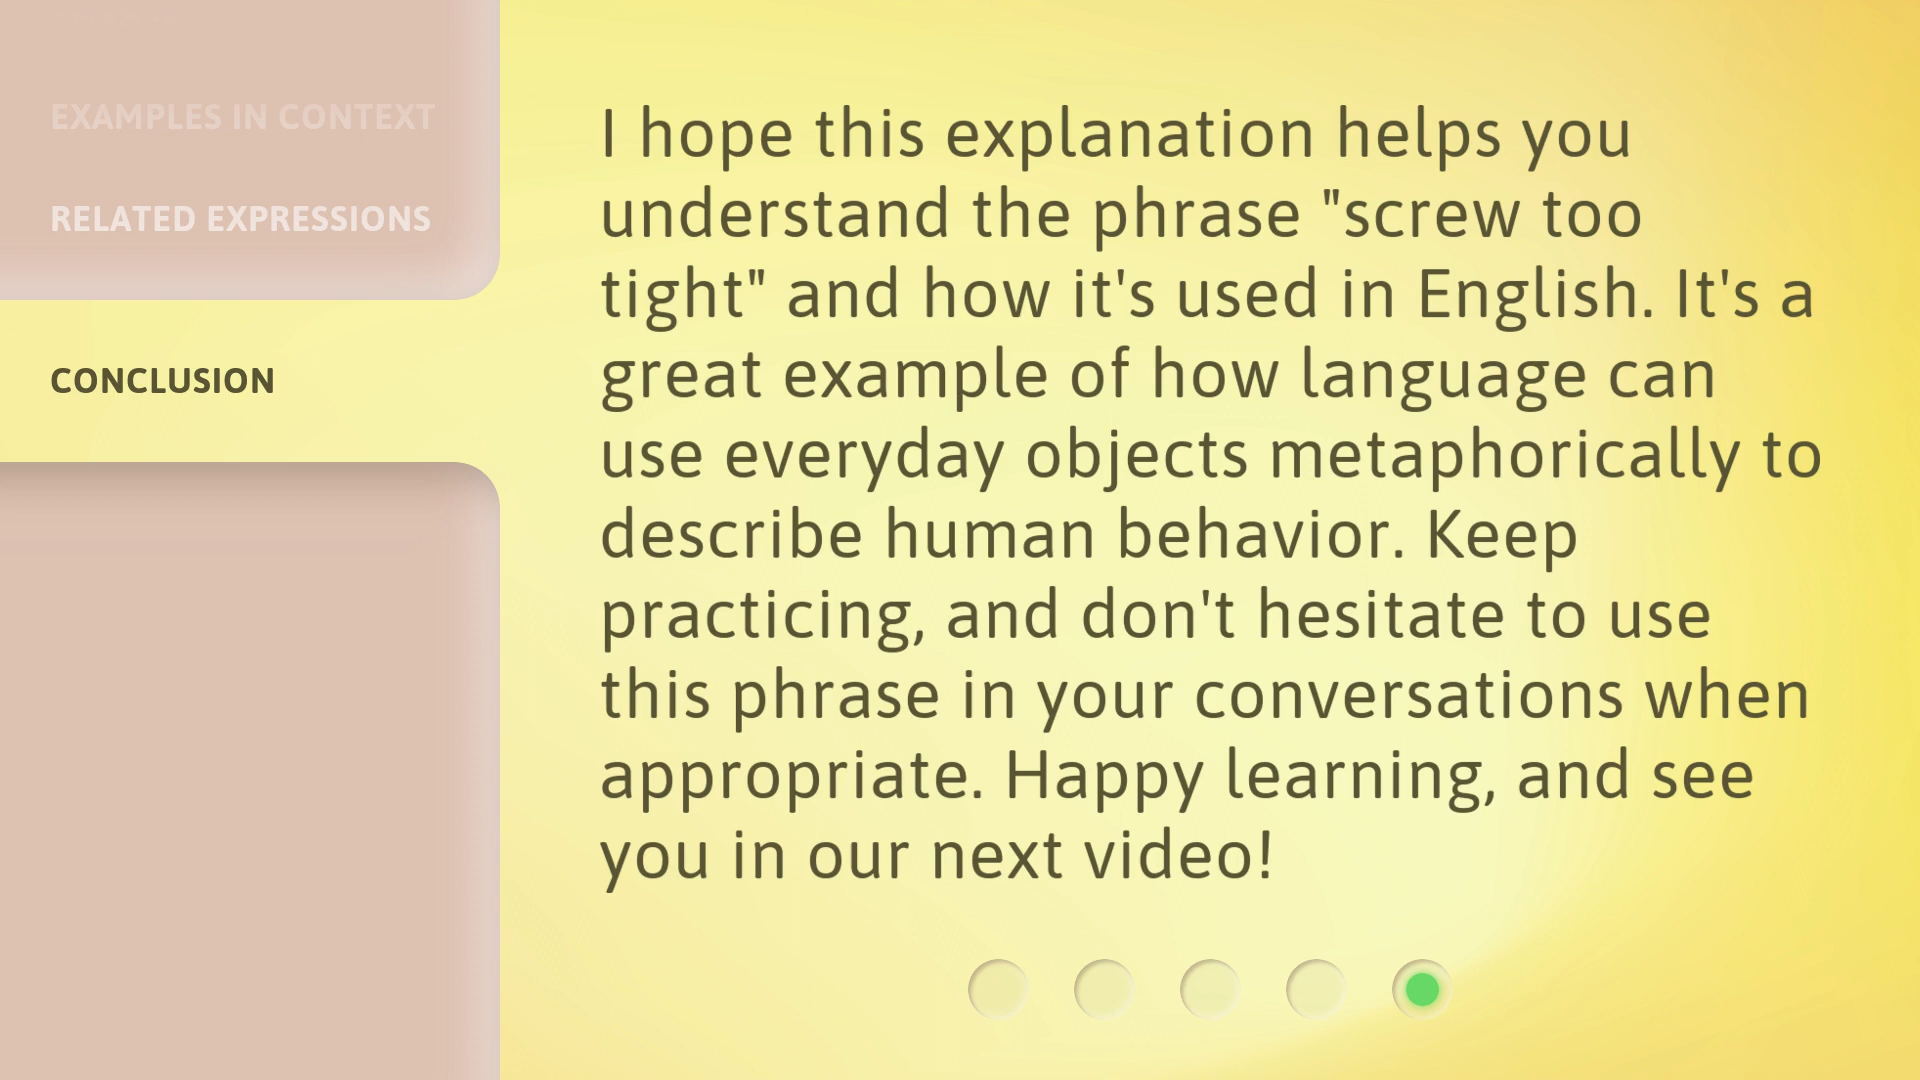 EXAMPLES IN CONTEXT
RELATED EXPRESSIONS
CONCLUSION
I hope this explanation helps you
understand the phrase "screw too
tight" and how it's used in English. It's a
great example of how language can
use everyday objects metaphorically to
describe human behavior. Keep
practicing, and don't hesitate to use
this phrase in your conversations when
appropriate. Happy learning, and see
you in our next video!